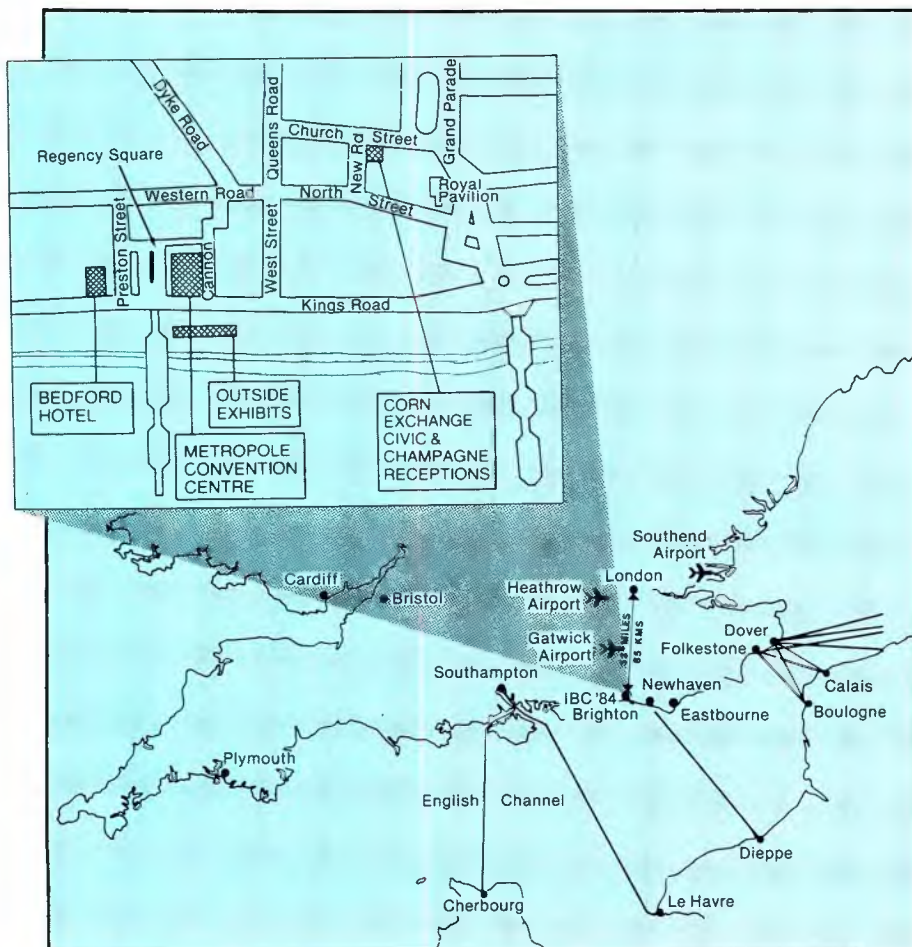 Dyke Road
Queens Road
Church Street
New Rd
Grand Parade
Regency Square
Western Road
North Street
Royal
Pavilion
Preston Street
Cannon
West Street
Kings Road
BEDFORD
HOTEL
OUTSIDE
EXHIBITS
METROPOLE
CONVENTION
CENTRE
CORN
EXCHANGE
CIVIC &
CHAMPAGNE
RECEPTIONS
Southend
Airport
Cardiff
Bristol
Heathrow
Airport
London
Gatwick
Airport
MILES
KMS
Dover
Folkestone
Southampton
IBC '84
Brighton
Newhaven
Eastbourne
Calais
Boulogne
Plymouth
English Channel
Dieppe
Cherbourg
Le Havre